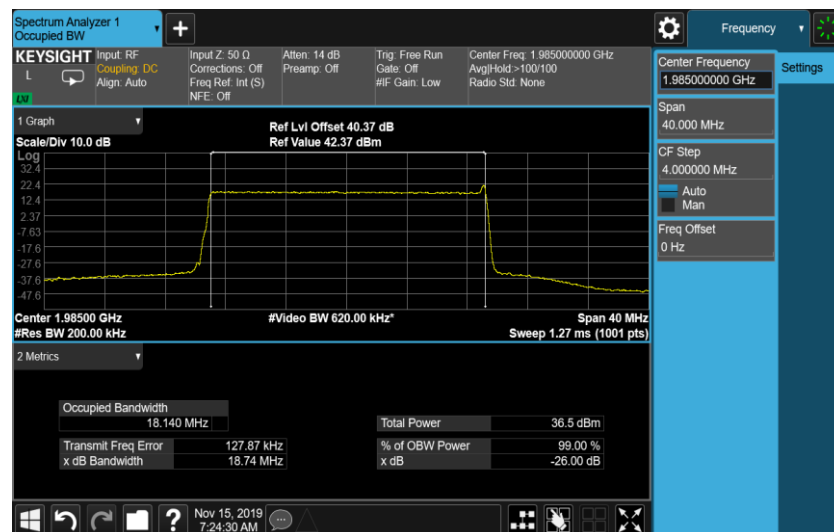 Spectrum Analyzer 1
Occupied BW
+
Frequency
KEYSIGHT
L
LXI
Input: RF
Coupling: DC
Align: Auto
Input Z: 50 Ω
Corrections: Off
Freq Ref: Int (S)
NFE: Off
Atten: 14 dB
Preamp: Off
Trig: Free Run
Gate: Off
#IF Gain: Low
Center Freq: 1.985000000 GHz
Avg|Hold:>100/100
Radio Std: None
Center Frequency
1.985000000 GHz
Settings
Span
40.000 MHz
CF Step
4.000000 MHz
Auto
Man
Freq Offset
0 Hz
1 Graph
Scale/Div 10.0 dB
Ref Lvl Offset 40.37 dB
Ref Value 42.37 dBm
Log
32.4
22.4
12.4
2.37
-7.63
-17.6
-27.6
-37.6
-47.6
Center 1.98500 GHz
#Video BW 620.00 kHz*
Span 40 MHz
#Res BW 200.00 kHz
Sweep 1.27 ms (1001 pts)
2 Metrics
Occupied Bandwidth
18.140 MHz
Total Power 36.5 dBm
Transmit Freq Error 127.87 kHz
% of OBW Power 99.00 %
x dB Bandwidth 18.74 MHz
x dB -26.00 dB
?
Nov 15, 2019
7:24:30 AM